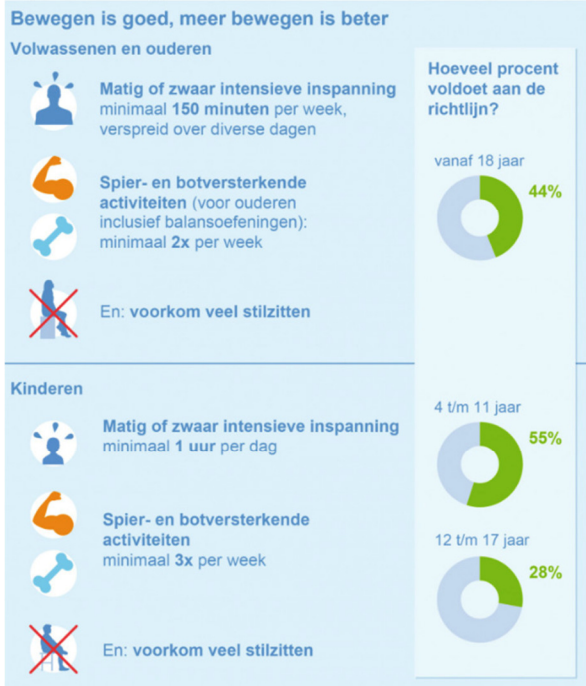 Bewegen is goed, meer bewegen is beter
Volwassenen en ouderen
Matig of zwaar intensieve inspanning
minimaal 150 minuten per week,
verspreid over diverse dagen
Spier- en botversterkende
activiteiten (voor ouderen
inclusief balansoefeningen):
minimaal 2x per week
En: voorkom veel stilzitten
Hoeveel procent
voldoet aan de
richtlijn?
vanaf 18 jaar
44%
Kinderen
Matig of zwaar intensieve inspanning
minimaal 1 uur per dag
Spier- en botversterkende
activiteiten
minimaal 3x per week
En: voorkom veel stilzitten
4 t/m 11 jaar
55%
12 t/m 17 jaar
28%